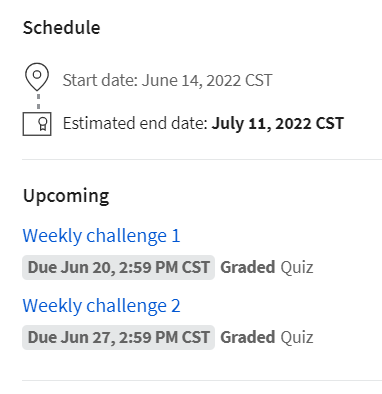 Schedule
Start date: June 14, 2022 CST
Estimated end date: July 11, 2022 CST
Upcoming
Weekly challenge 1
Due Jun 20, 2:59 PM CST Graded Quiz
Weekly challenge 2
Due Jun 27, 2:59 PM CST Graded Quiz